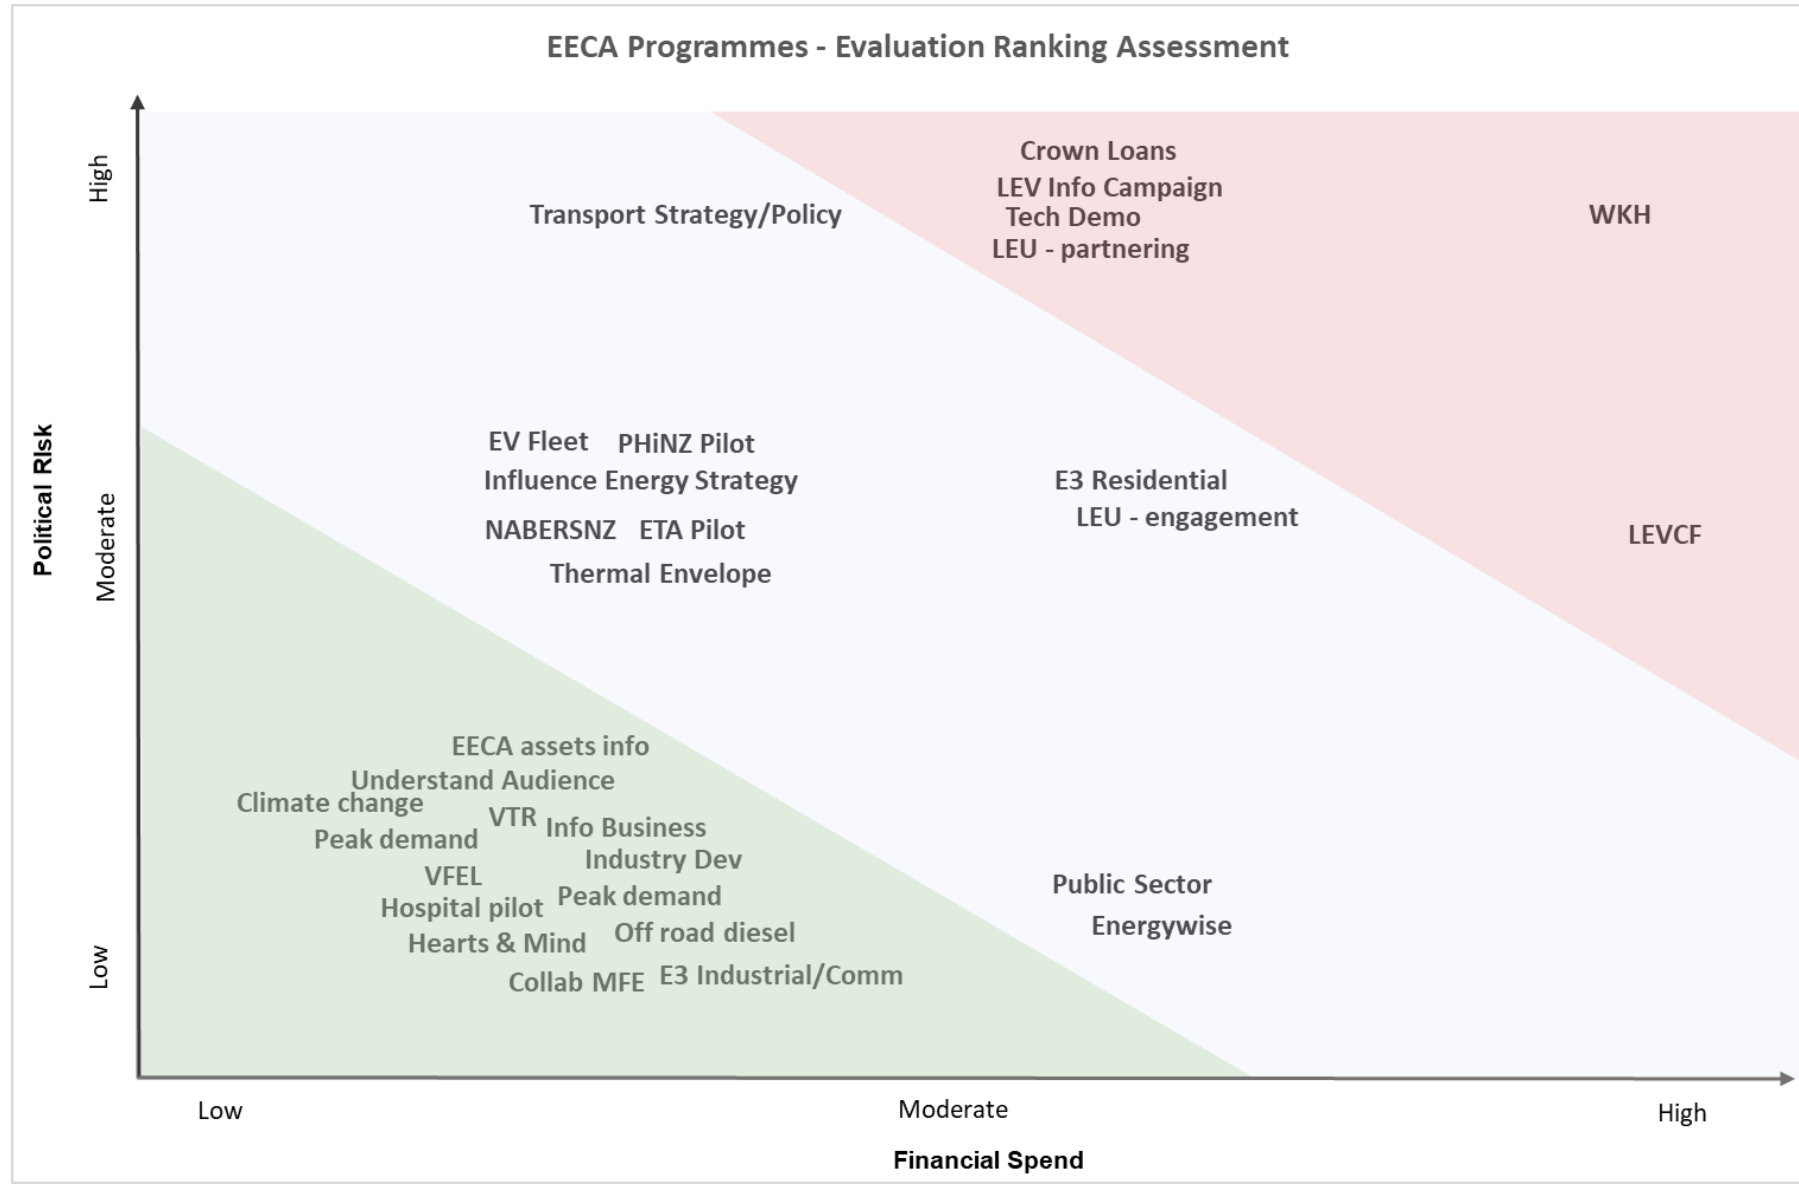 EECA Programmes - Evaluation Ranking Assessment
High
Crown Loans
LEV Info Campaign
Transport Strategy/Policy
Tech Demo
WKH
LEU - partnering
Political RIsk
Moderate
EV Fleet
PHiNZ Pilot
Influence Energy Strategy
E3 Residential
LEU - engagement
NABERSNZ
ETA Pilot
LEVCF
Thermal Envelope
EECA assets info
Understand Audience
Climate change
VTR
Info Business
Peak demand
Industry Dev
VFEL
Peak demand
Public Sector
Hospital pilot
Off road diesel
Energywise
Hearts & Mind
Low
Collab MFE
E3 Industrial/Comm
Low
Moderate
High
Financial Spend